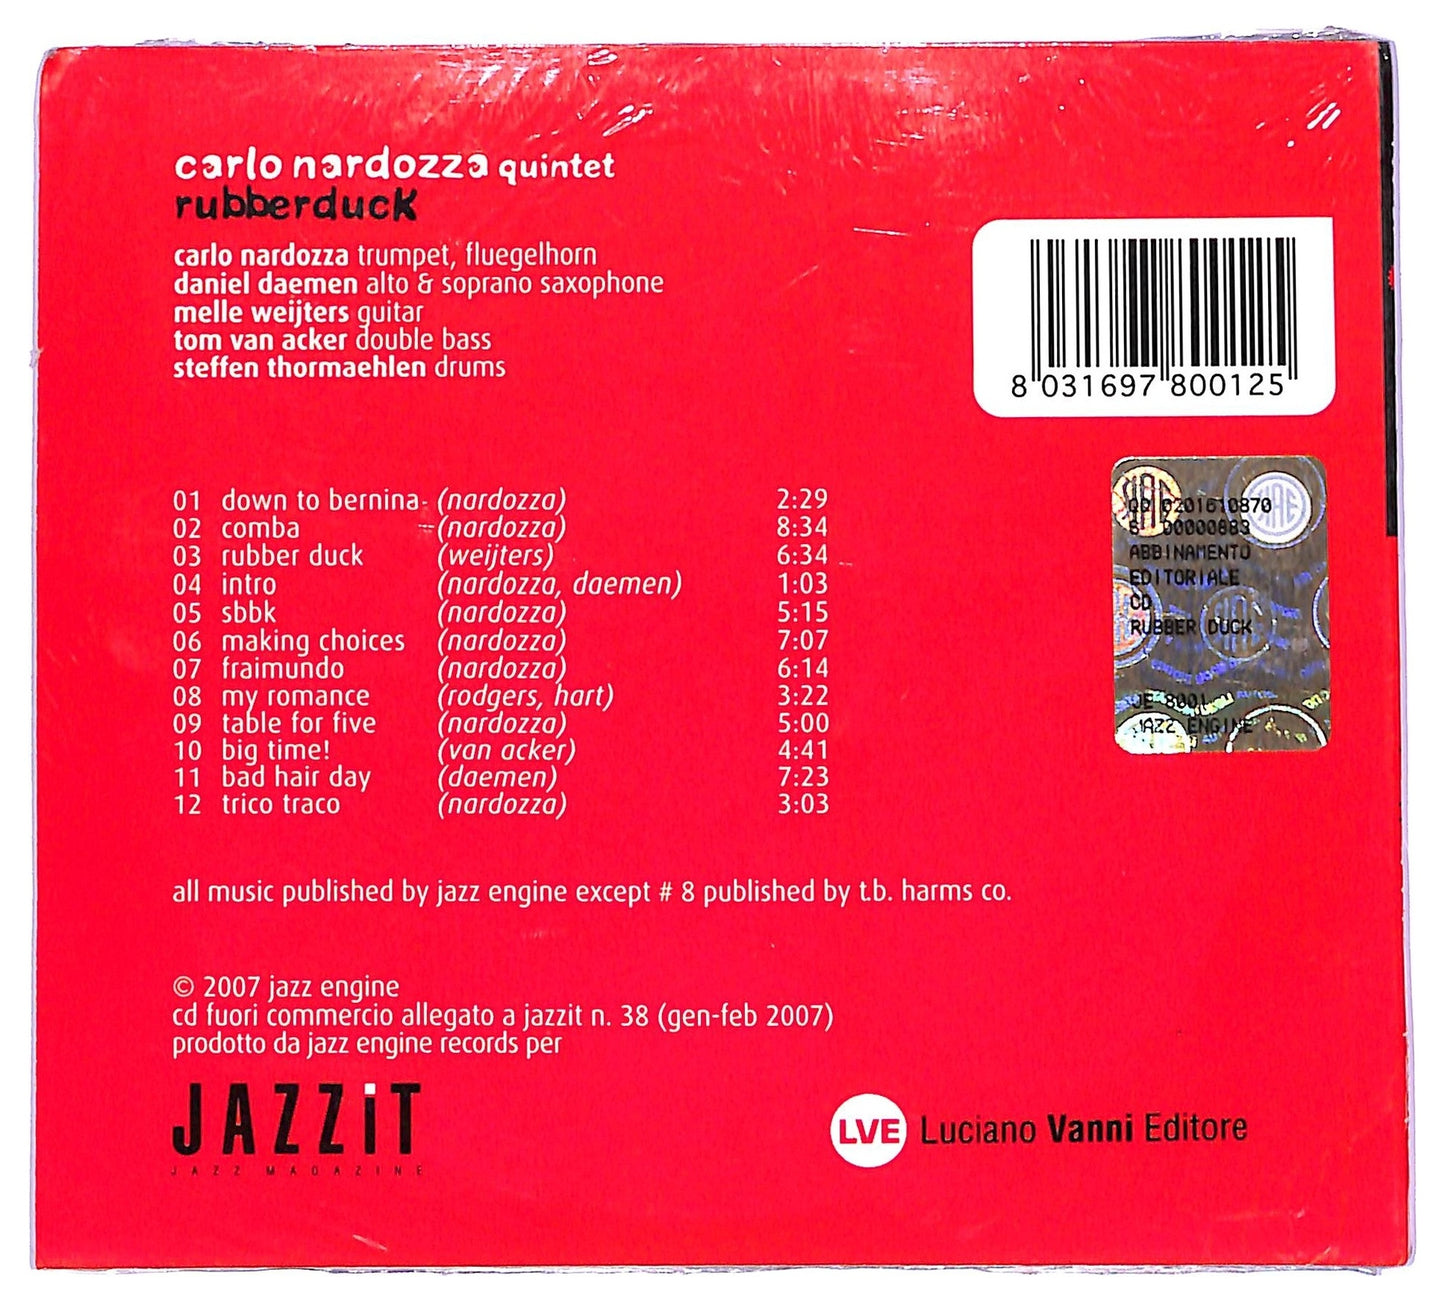 carlo nardozza quintet
rubberduck
carlo nardozza trumpet, fluegelhorn
daniel daemen alto & soprano saxophone
melle weijters guitar
tom van acker double bass
steffen thormaehlen drums
8 031697 800125
01 down to bernina (nardozza) 2:29
02 comba (nardozza) 8:34
03 rubber duck (weijters) 6:34
04 intro (nardozza, daemen) 1:03
05 sbbk (nardozza) 5:15
06 making choices (nardozza) 7:07
07 fraimundo (nardozza) 6:14
08 my romance (rodgers, hart) 3:22
09 table for five (nardozza) 5:00
10 big time! (van acker) 4:41
11 bad hair day (daemen) 7:23
12 trico traco (nardozza) 3:03
0201610870
00000883
ABBINAMENTO
EDITORIALE
CD
RUBBER DUCK
JE 8001
JAZZ ENGINE
all music published by jazz engine except # 8 published by t.b. harms co.
© 2007 jazz engine
cd fuori commercio allegato a jazzit n. 38 (gen-feb 2007)
prodotto da jazz engine records per
JAZZiT
JAZZ MAGAZINE
LVE Luciano Vanni Editore